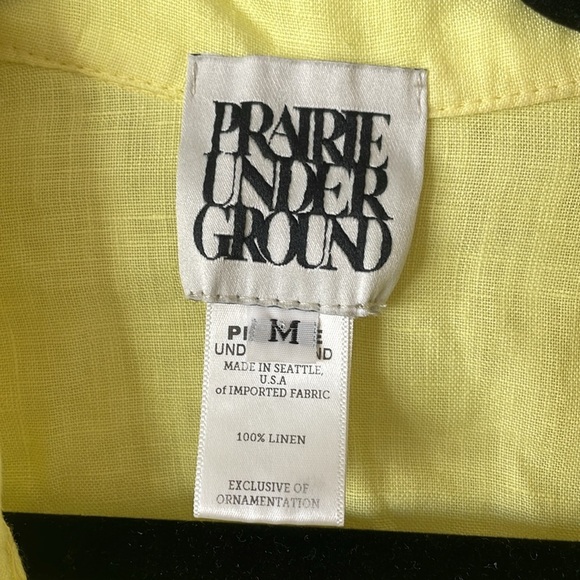 PRAIRIE
UNDER
GROUND
M
MADE IN SEATTLE,
U.S.A
of IMPORTED FABRIC
100% LINEN
EXCLUSIVE OF
ORNAMENTATION